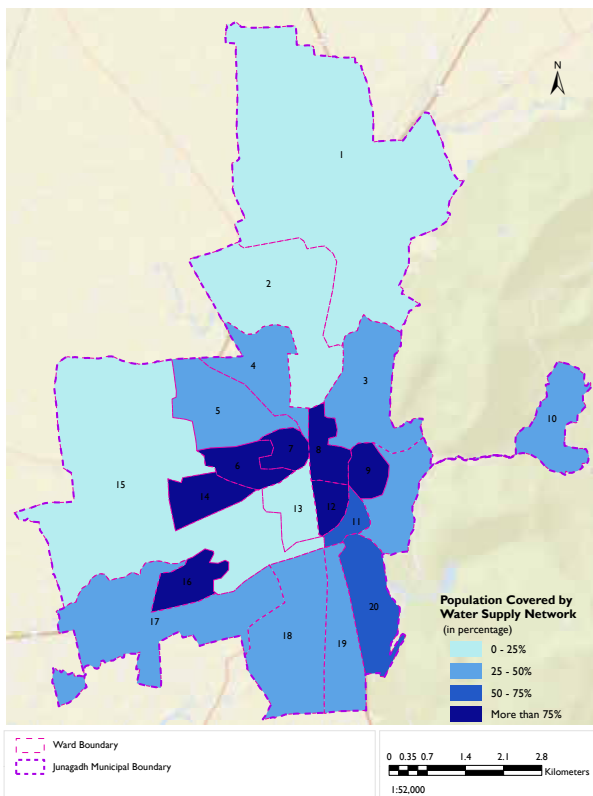 N
1
2
3
4
5
10
7
8
6
9
15
14
13
12
11
16
20
17
18
19
Population Covered by
Water Supply Network
(in percentage)
0 - 25%
25 - 50%
50 - 75%
More than 75%
Ward Boundary
Junagadh Municipal Boundary
0 0.35 0.7 1.4 2.1 2.8
Kilometers
1:52,000